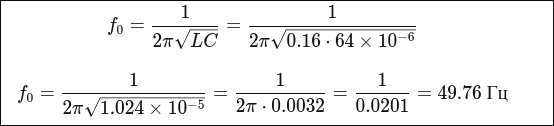 f₀ = 1/(2π√(LC)) = 1/(2π√(0.16 · 64 × 10⁻⁶))
f₀ = 1/(2π√(1.024 × 10⁻⁵)) = 1/(2π · 0.0032) = 1/0.0201 = 49.76 Гц